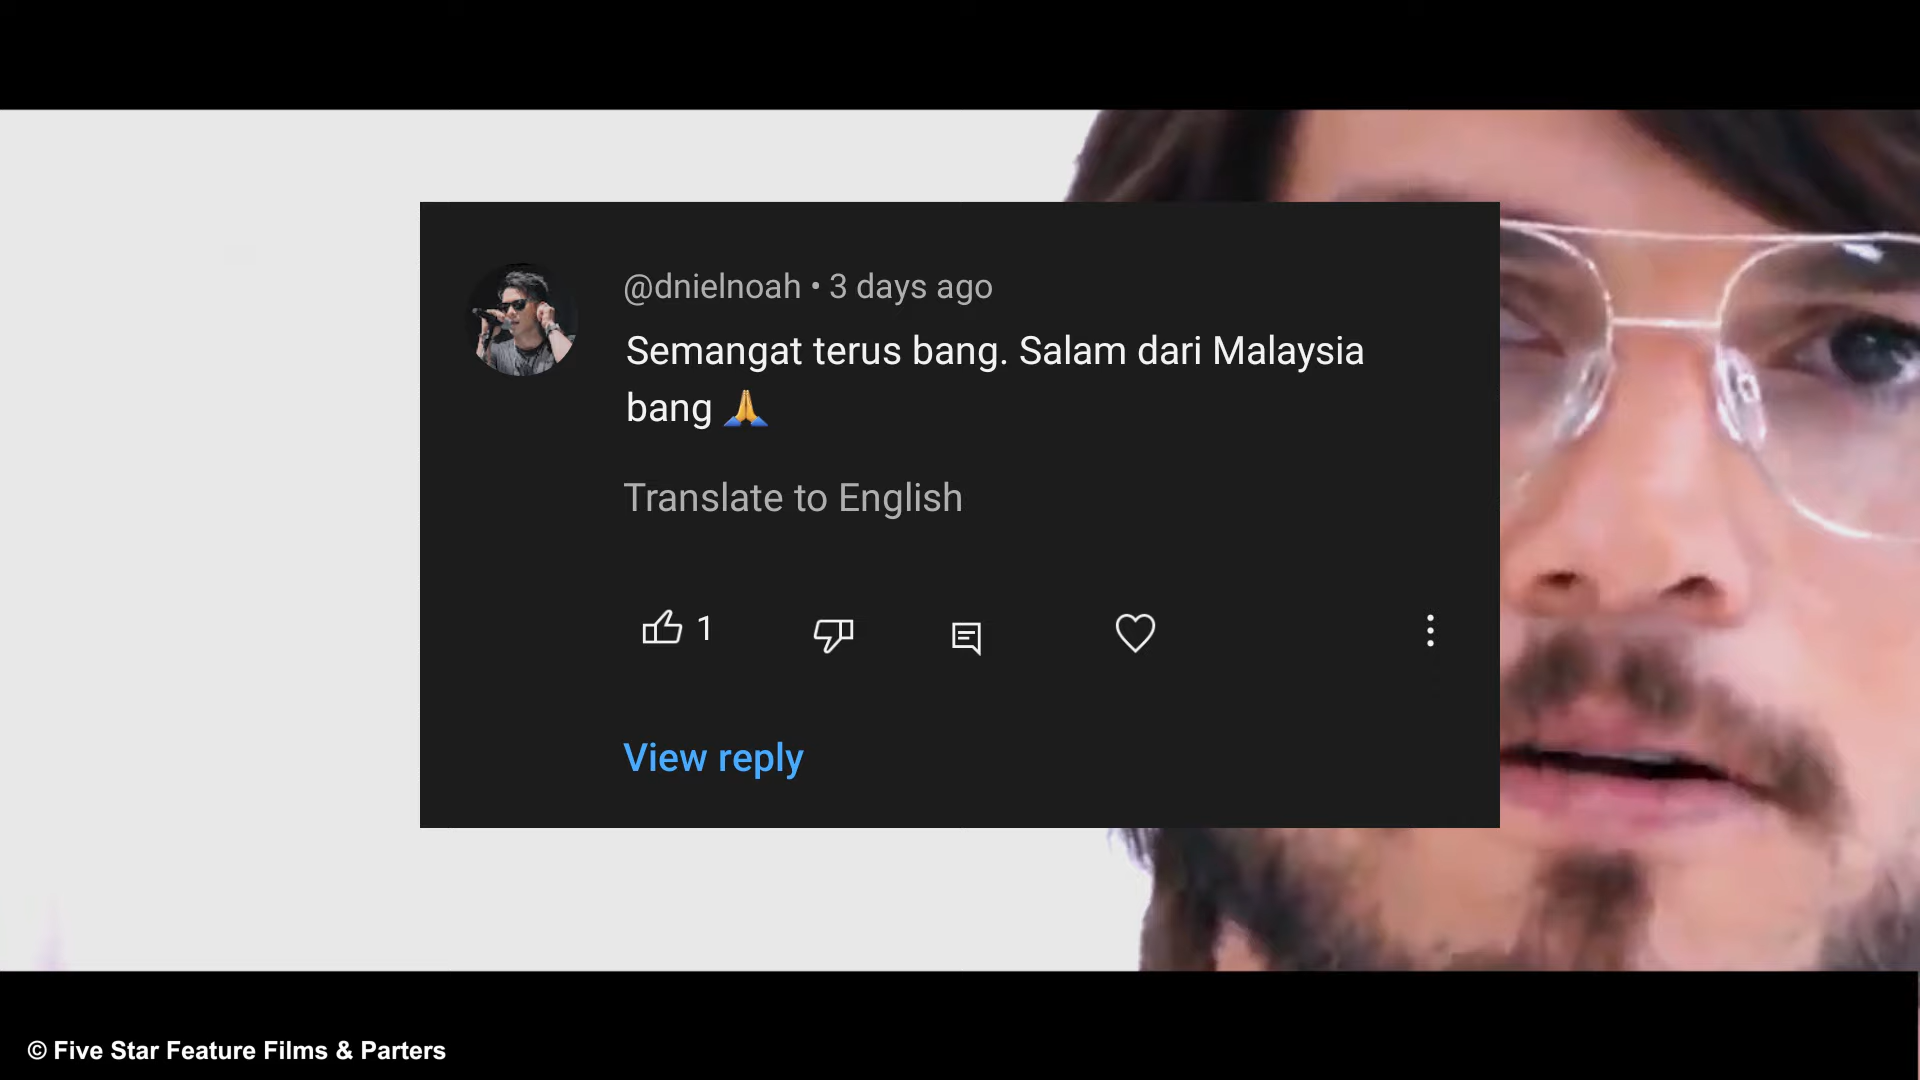 @dnielnoah • 3 days ago
Semangat terus bang. Salam dari Malaysia
bang 🙏
Translate to English
1
View reply
© Five Star Feature Films & Parters